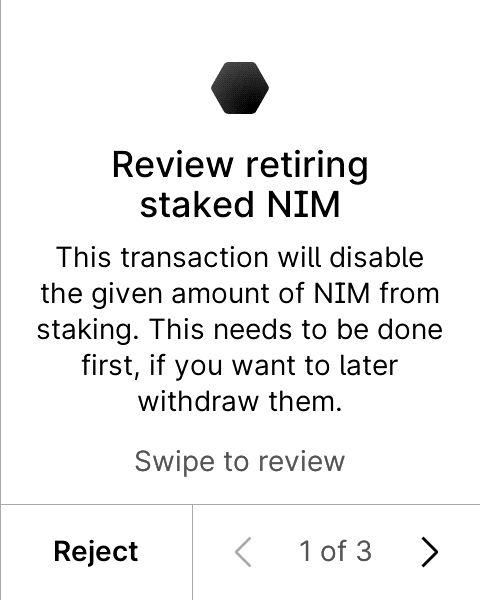 Review retiring
staked NIM
This transaction will disable
the given amount of NIM from
staking. This needs to be done
first, if you want to later
withdraw them.
Swipe to review
Reject
1 of 3